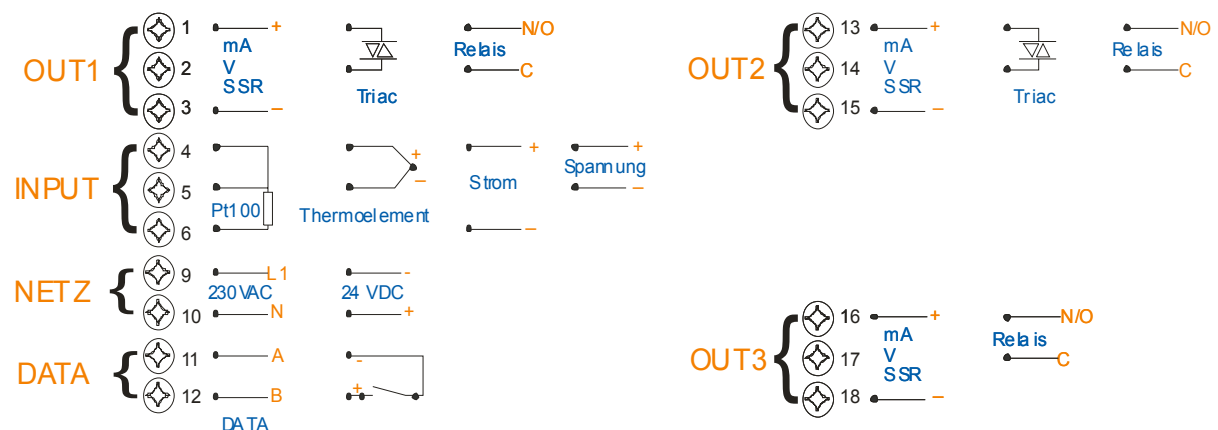 OUT1
1
2
3
+
mA
V
SSR
–
Triac
N/O
Relais
C
INPUT
4
5
6
Pt100
+
–
Thermoelement
+
Strom
–
+
Spannung
–
NETZ
9
10
L1
230VAC
N
-
24 VDC
+
DATA
11
12
A
B
DATA
-
+
OUT2
13
14
15
+
mA
V
SSR
–
Triac
N/O
Relais
C
OUT3
16
17
18
+
mA
V
SSR
–
N/O
Relais
C